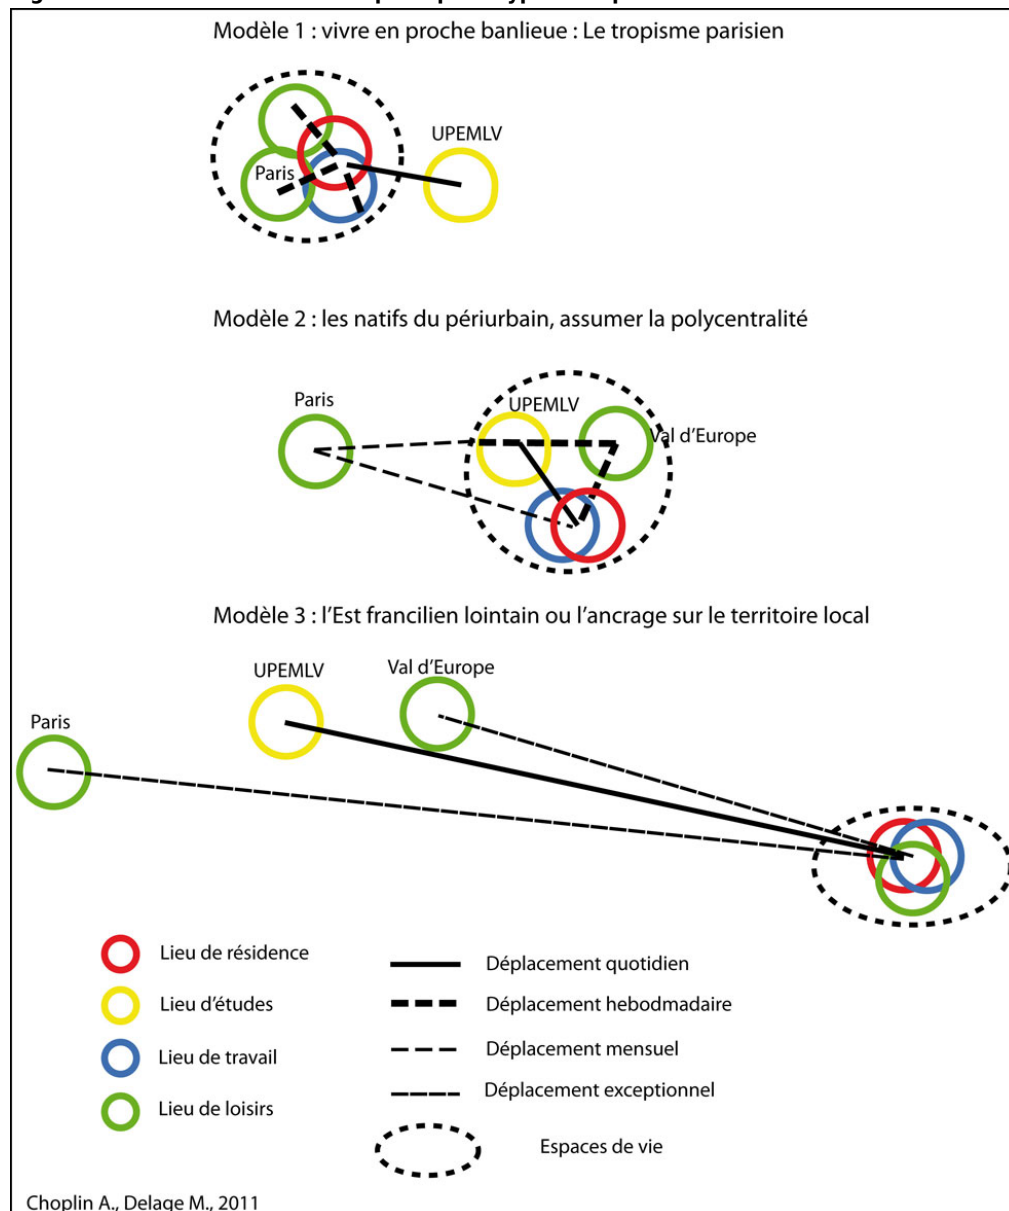 Modèle 1 : vivre en proche banlieue : Le tropisme parisien
UPEMLV
Paris
Modèle 2 : les natifs du périurbain, assumer la polycentralité
Paris
UPEMLV
Val d'Europe
Modèle 3 : l'Est francilien lointain ou l'ancrage sur le territoire local
UPEMLV
Val d'Europe
Paris
Lieu de résidence
Lieu d'études
Lieu de travail
Lieu de loisirs
Déplacement quotidien
Déplacement hebodmadaire
Déplacement mensuel
Déplacement exceptionnel
Espaces de vie
Choplin A., Delage M., 2011